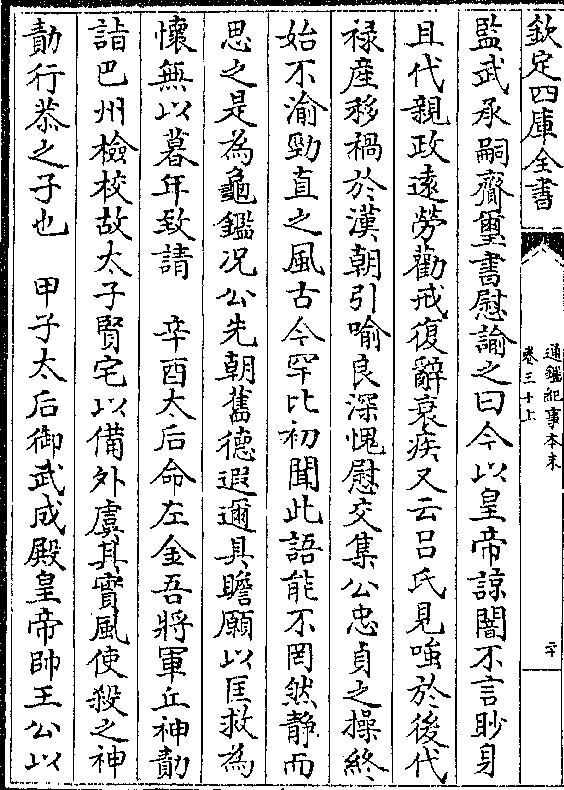 欽定四庫全書
通鑑紀事本末
卷三十上
二十
監武承嗣齎璽書慰諭之曰今以皇帝諒闇不言眇身
且代親政遠勞勸戒復辭衰疾又云吕氏見嗤於後代
禄産移禍於漢朝引喻良深愧慰交集公忠貞之操終
始不渝勁直之風古今罕比初聞此語能不罔然静而
思之是為龜鑑况公先朝舊德遐邇具瞻願以匡救為
懷無以暮年致請　辛酉太后命左金吾將軍丘神勣
詣巴州檢校故太子賢宅以備外虞其實風使殺之神
勣行恭之子也　甲子太后御武成殿皇帝帥王公以